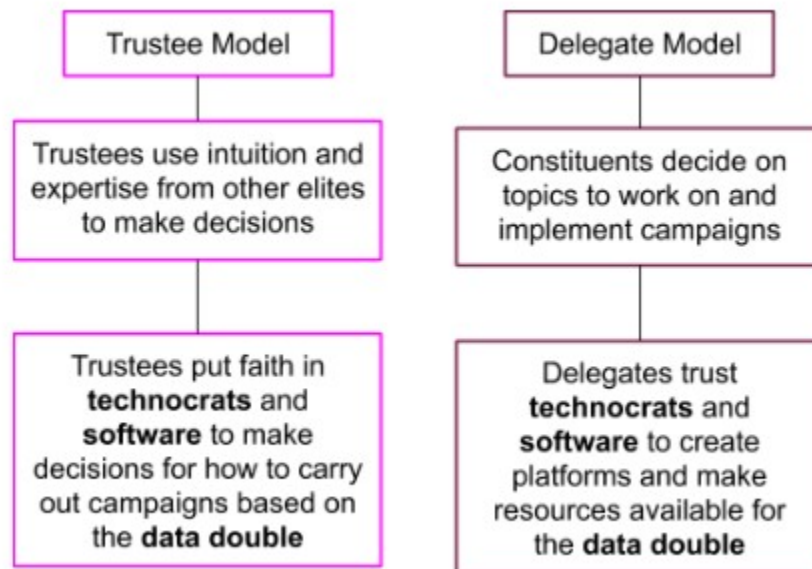 Trustee Model
Trustees use intuition and
expertise from other elites
to make decisions
Trustees put faith in
technocrats and
software to make
decisions for how to carry
out campaigns based on
the data double
Delegate Model
Constituents decide on
topics to work on and
implement campaigns
Delegates trust
technocrats and
software to create
platforms and make
resources available for
the data double